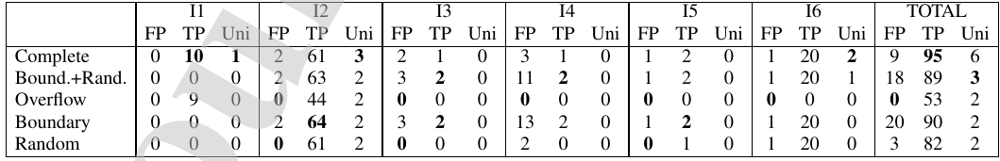 I1 I2 I3 I4 I5 I6 TOTAL
FP TP Uni FP TP Uni FP TP Uni FP TP Uni FP TP Uni FP TP Uni FP TP Uni
Complete 0 10 1 2 61 3 2 1 0 3 1 0 1 2 0 1 20 2 9 95 6
Bound.+Rand. 0 0 0 2 63 2 3 2 0 11 2 0 1 2 0 1 20 1 18 89 3
Overflow 0 9 0 0 44 2 0 0 0 0 0 0 0 0 0 0 0 0 0 53 2
Boundary 0 0 0 2 64 2 3 2 0 13 2 0 1 2 0 1 20 0 20 90 2
Random 0 0 0 0 61 2 0 0 0 2 0 0 0 1 0 1 20 0 3 82 2